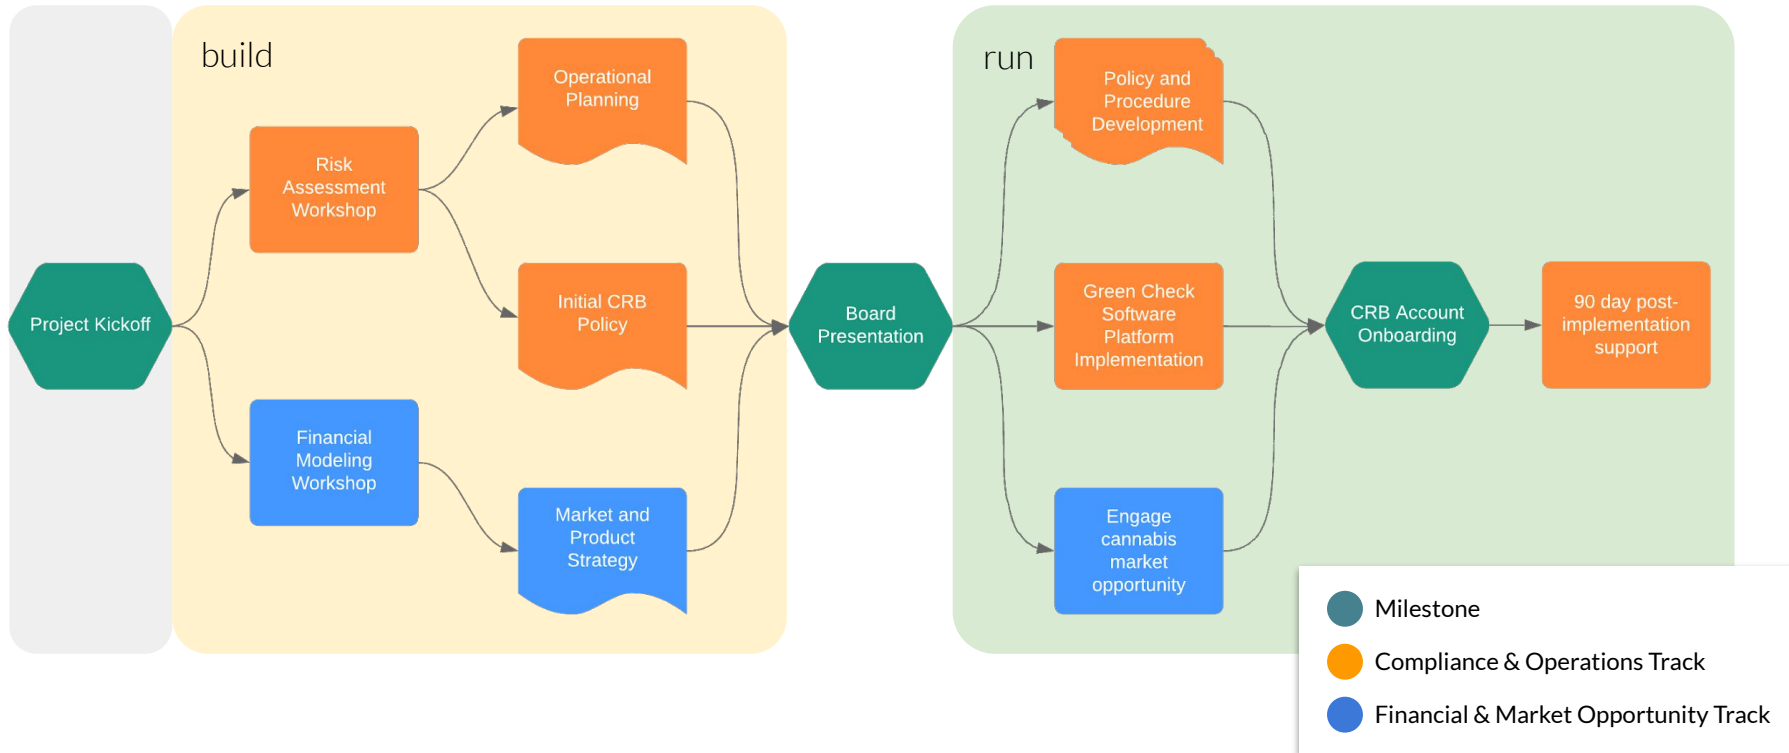 build
run
Operational
Planning
Policy and
Procedure
Development
Risk
Assessment
Workshop
Project Kickoff
Initial CRB
Policy
Board
Presentation
Green Check
Software
Platform
Implementation
CRB Account
Onboarding
90 day post-
implementation
support
Financial
Modeling
Workshop
Market and
Product
Strategy
Engage
cannabis
market
opportunity
Milestone
Compliance & Operations Track
Financial & Market Opportunity Track